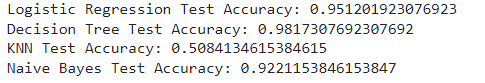 Logistic Regression Test Accuracy: 0.951201923076923
Decision Tree Test Accuracy: 0.9817307692307692
KNN Test Accuracy: 0.5084134615384615
Naive Bayes Test Accuracy: 0.9221153846153847